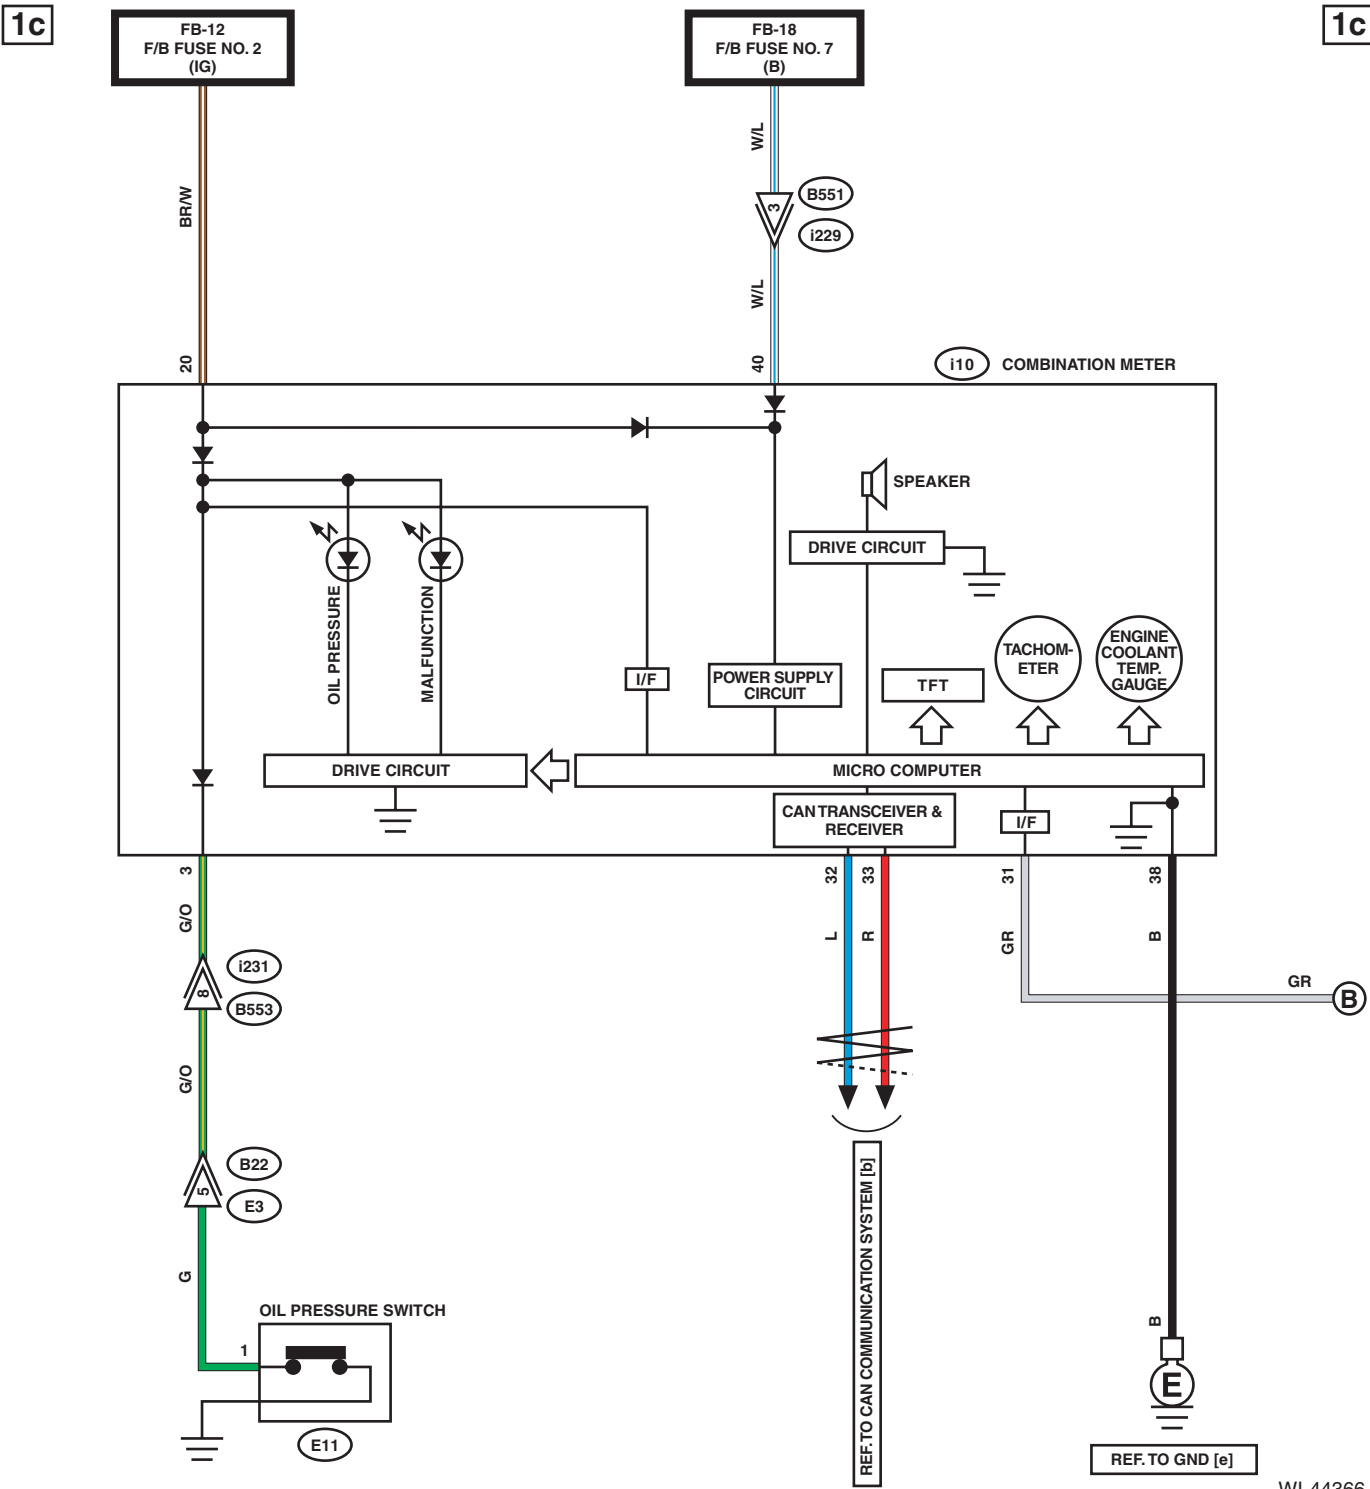 1c
FB-12
F/B FUSE NO. 2
(IG)
FB-18
F/B FUSE NO. 7
(B)
1c
W/L
BR/W
3
B551
i229
W/L
20
40
i10
COMBINATION METER
SPEAKER
DRIVE CIRCUIT
OIL PRESSURE
MALFUNCTION
I/F
POWER SUPPLY
CIRCUIT
TFT
TACHOM-
ETER
ENGINE
COOLANT
TEMP.
GAUGE
DRIVE CIRCUIT
MICRO COMPUTER
CAN TRANSCEIVER &
RECEIVER
I/F
3
32
33
31
38
G/O
L
R
GR
B
i231
8
B553
GR
B
G/O
B22
5
E3
G
OIL PRESSURE SWITCH
1
E11
REF. TO CAN COMMUNICATION SYSTEM [b]
B
E
REF. TO GND [e]